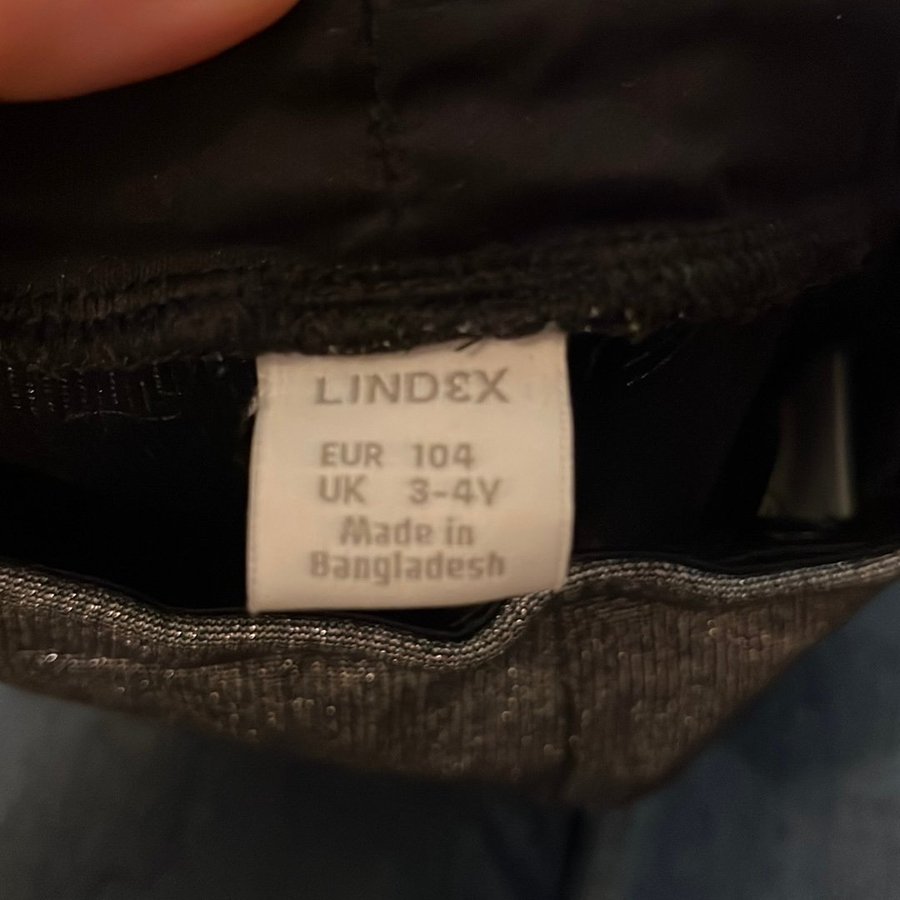 LINDEX
EUR 104
UK 3-4Y
Made in
Bangladesh